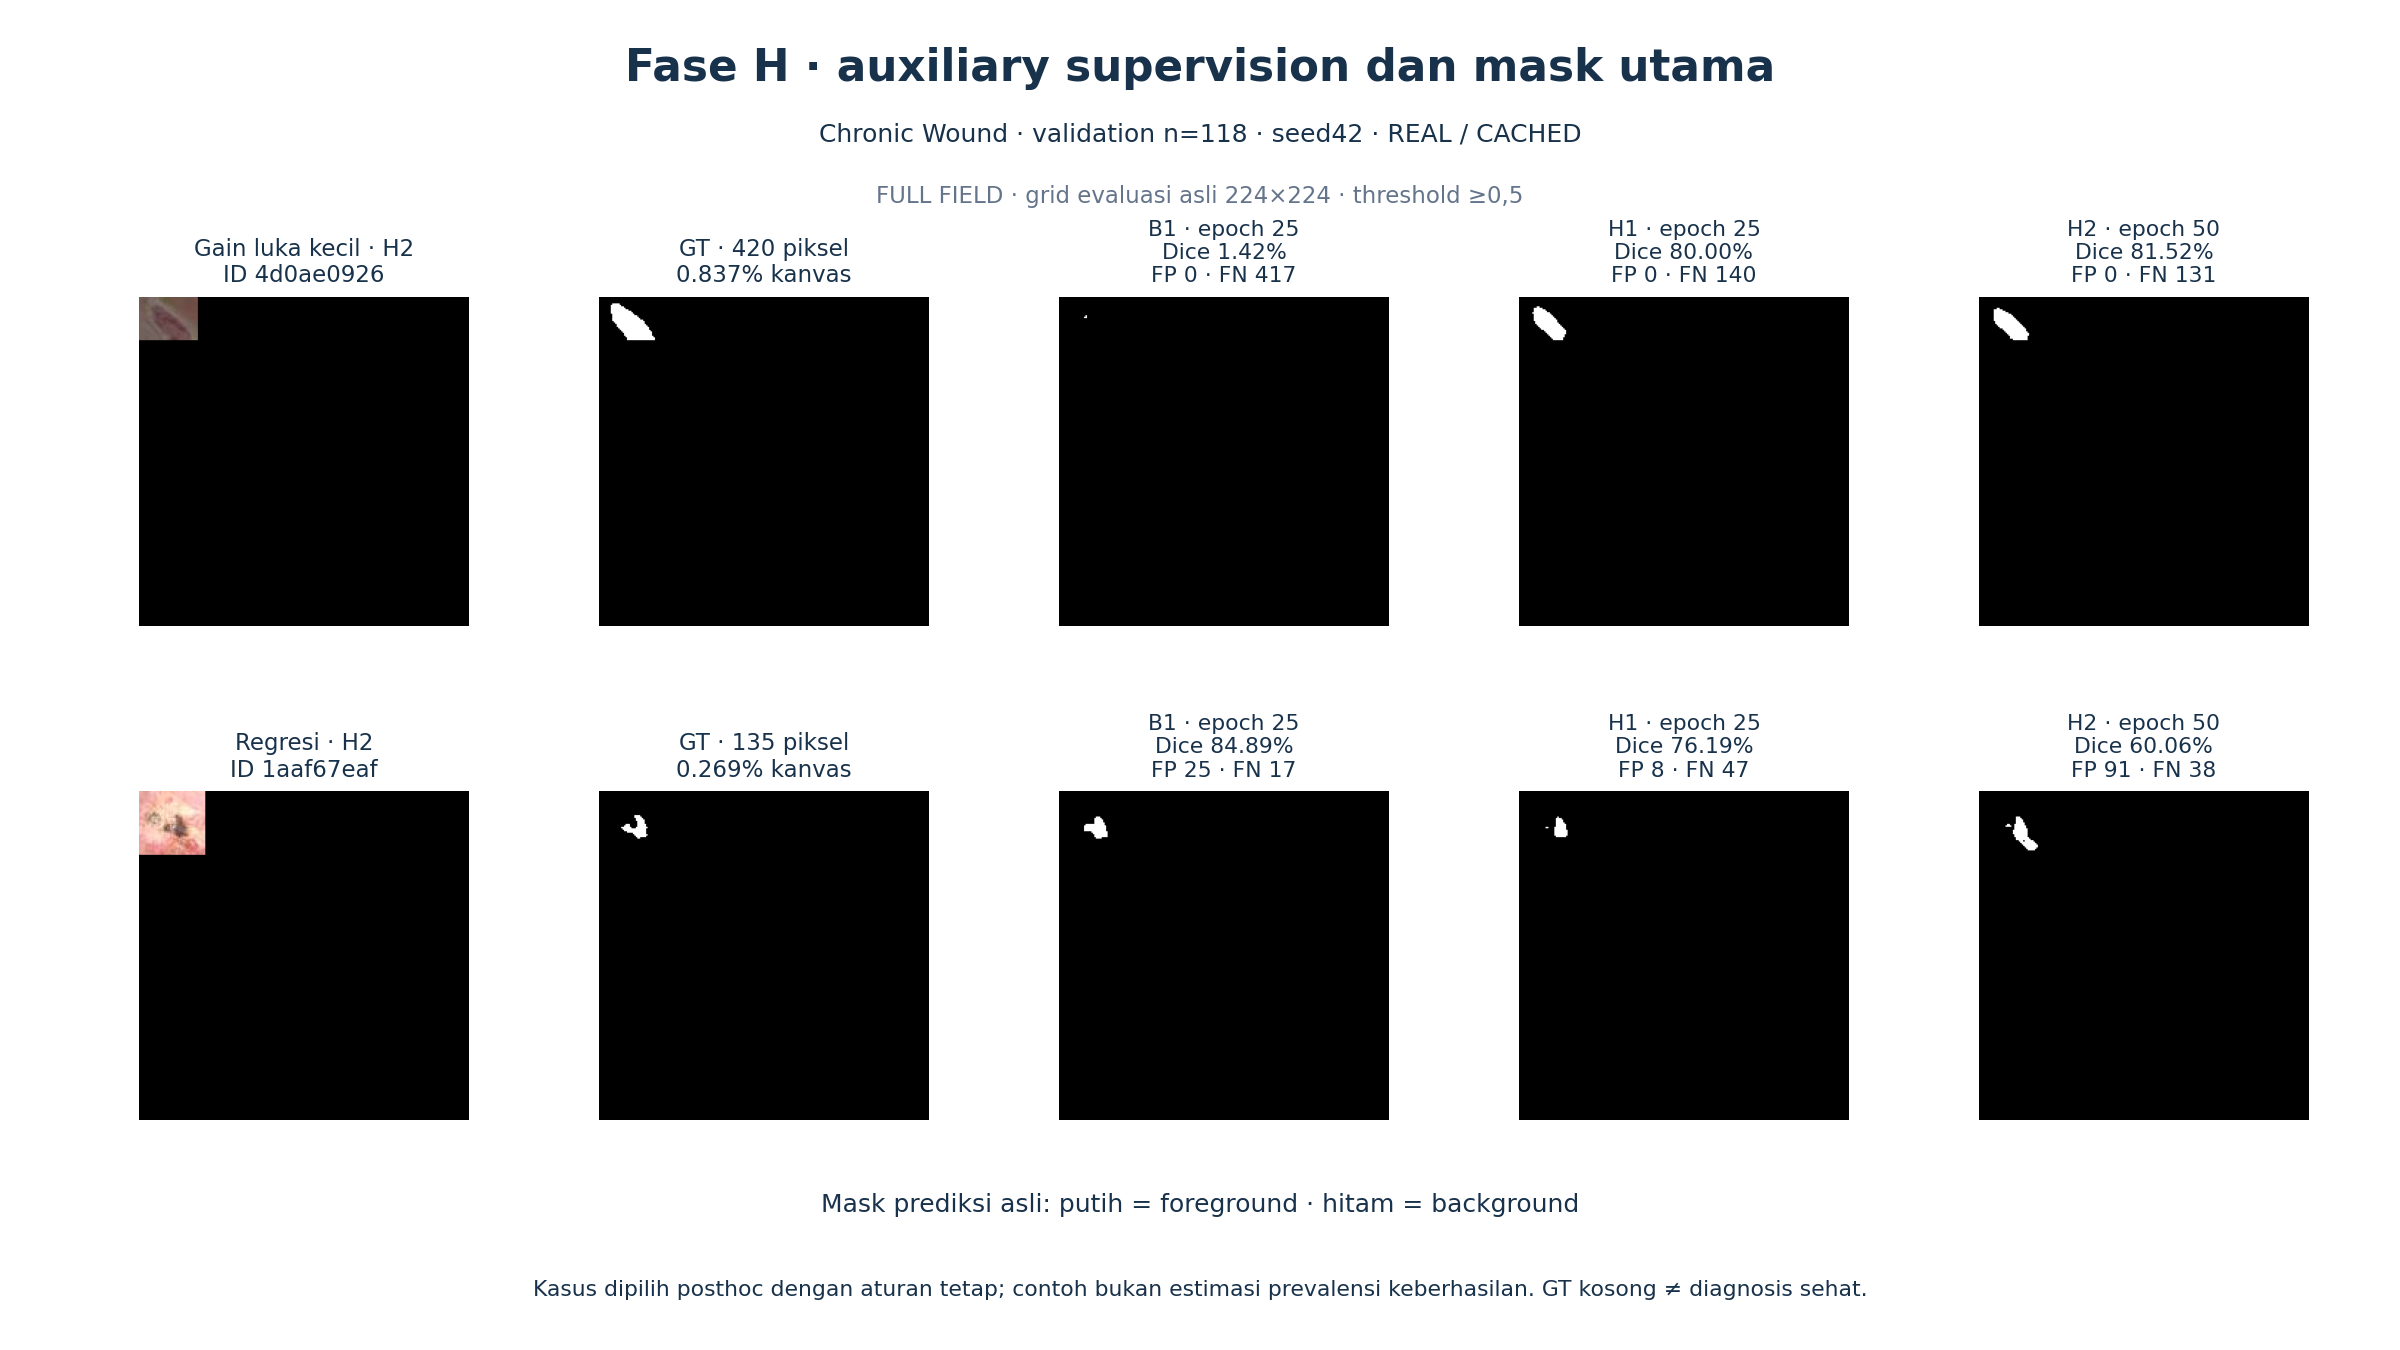 Fase H · auxiliary supervision dan mask utama
Chronic Wound · validation n=118 · seed42 · REAL / CACHED
FULL FIELD · grid evaluasi asli 224×224 · threshold ≥0,5
Gain luka kecil · H2
ID 4d0ae0926
GT · 420 piksel
0.837% kanvas
B1 · epoch 25
Dice 1.42%
FP 0 · FN 417
H1 · epoch 25
Dice 80.00%
FP 0 · FN 140
H2 · epoch 50
Dice 81.52%
FP 0 · FN 131
Regresi · H2
ID 1aaf67eaf
GT · 135 piksel
0.269% kanvas
B1 · epoch 25
Dice 84.89%
FP 25 · FN 17
H1 · epoch 25
Dice 76.19%
FP 8 · FN 47
H2 · epoch 50
Dice 60.06%
FP 91 · FN 38
Mask prediksi asli: putih = foreground · hitam = background
Kasus dipilih posthoc dengan aturan tetap; contoh bukan estimasi prevalensi keberhasilan. GT kosong ≠ diagnosis sehat.